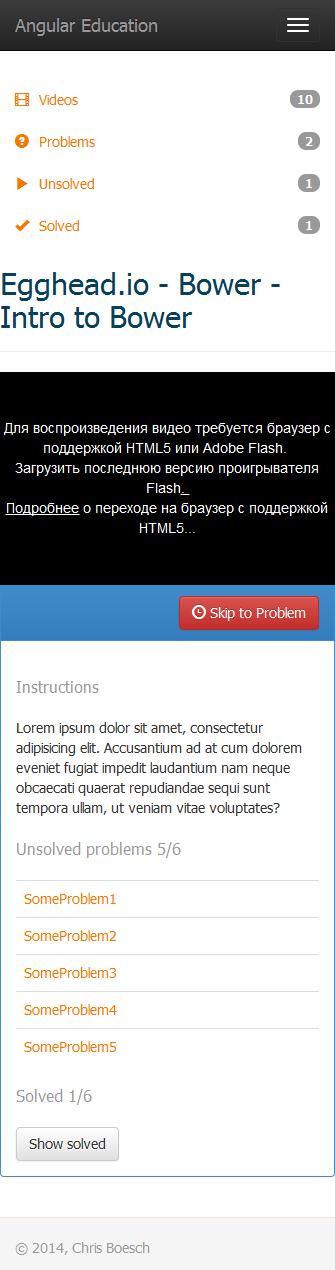 Angular Education
Videos 10
Problems 2
Unsolved 1
Solved 1
Egghead.io - Bower -
Intro to Bower
Для воспроизведения видео требуется браузер с
поддержкой HTML5 или Adobe Flash.
Загрузить последнюю версию проигрывателя
Flash
Подробнее о переходе на браузер с поддержкой
HTML5...
Skip to Problem
Instructions
Lorem ipsum dolor sit amet, consectetur
adipisicing elit. Accusantium ad at cum dolorem
eveniet fugiat impedit laudantium nam neque
obcaecati quaerat repudiandae sequi sunt
tempora ullam, ut veniam vitae voluptates?
Unsolved problems 5/6
SomeProblem1
SomeProblem2
SomeProblem3
SomeProblem4
SomeProblem5
Solved 1/6
Show solved
© 2014, Chris Boesch